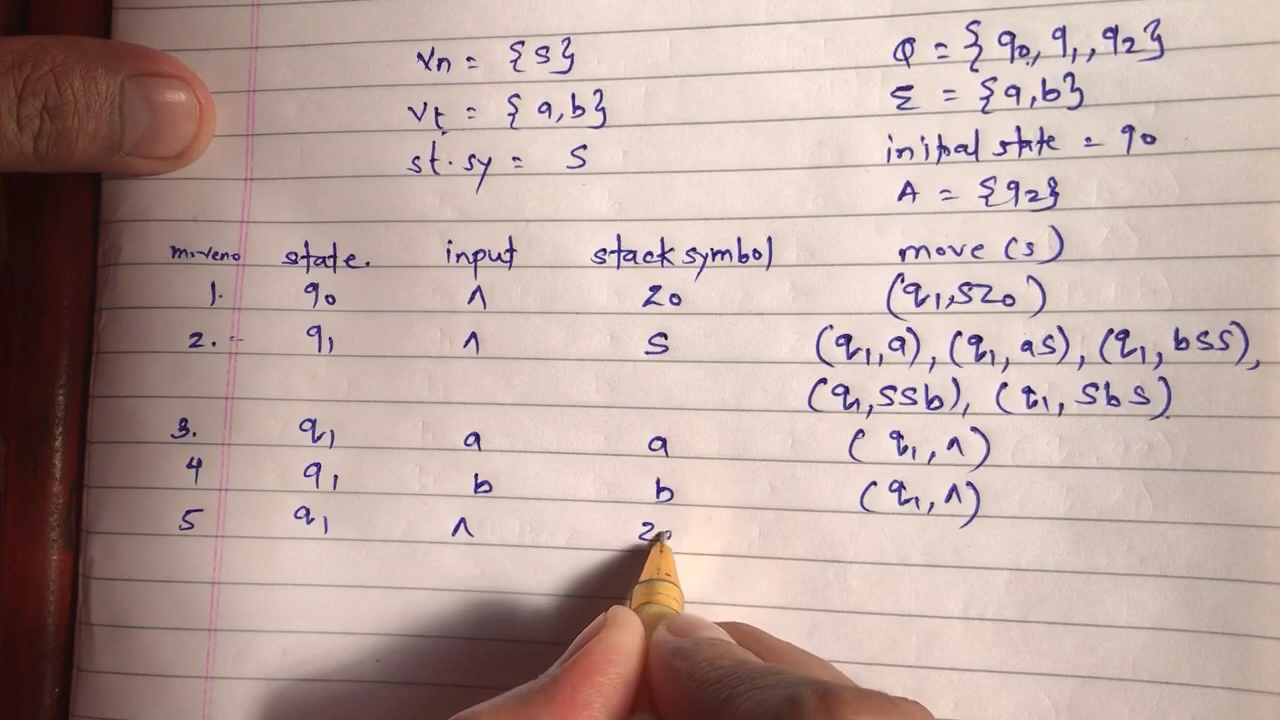 Vn = {S}
Vt = {a,b}
st.sy = S
Q = {q0, q1, q2}
Σ = {a,b}
initial state = q0
A = {q2}
move no state. input stack symbol move (s)
1. q0 ^ Z0 (q1, SZ0)
2. q1 ^ S (q1, a), (q1, aS), (q1, bSS),
(q1, SSb), (q1, SbS)
3. q1 a a (q1, ^)
4 q1 b b (q1, ^)
5 q1 ^ Z0